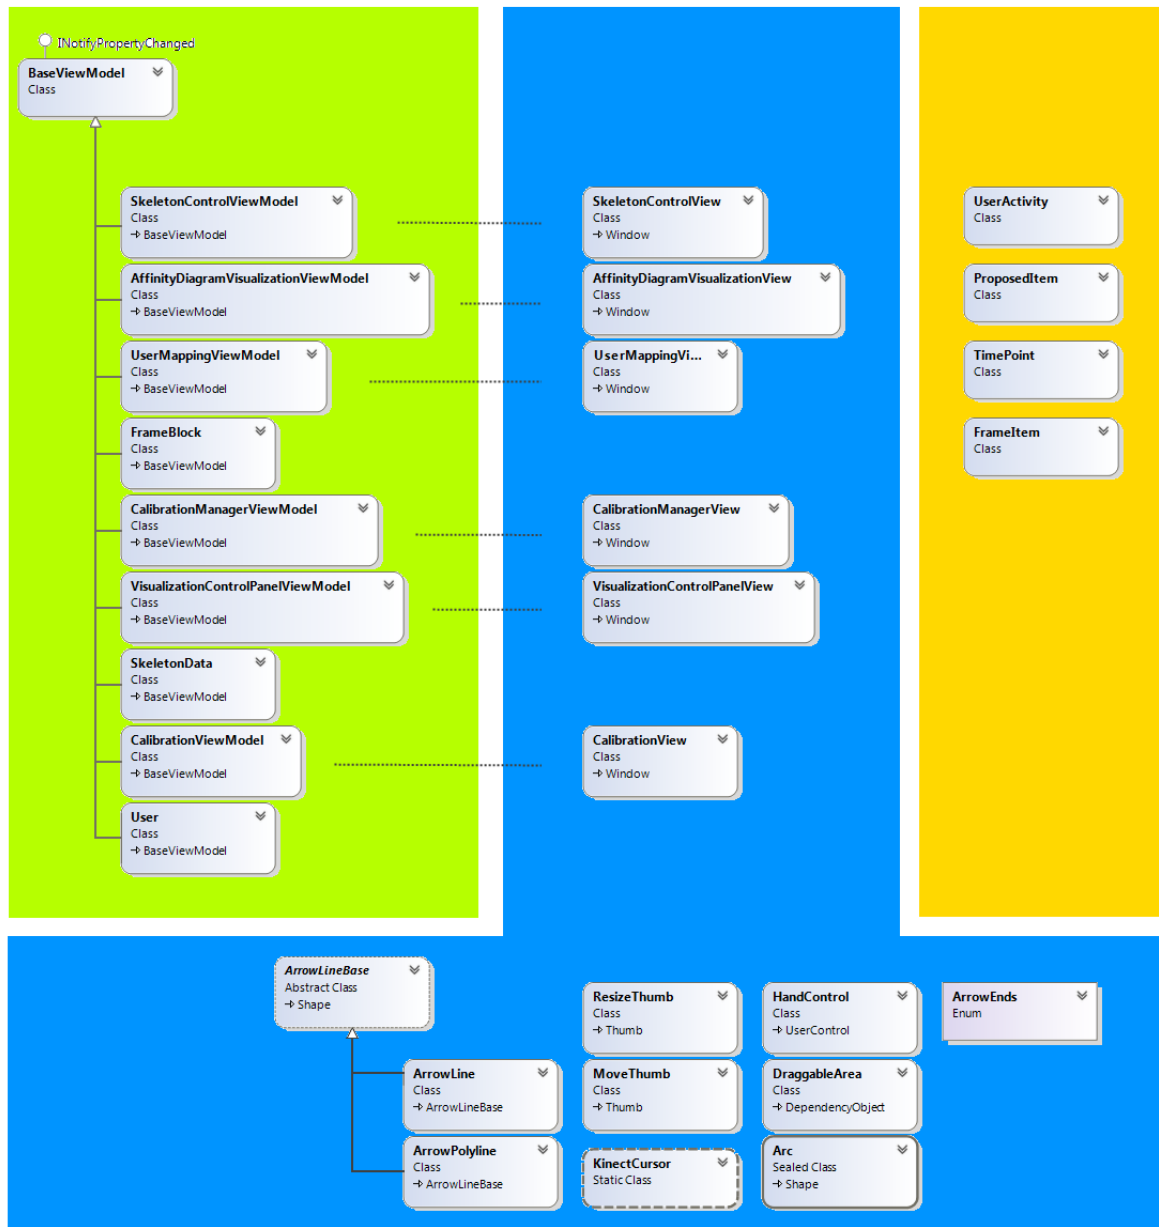 INotifyPropertyChanged
BaseViewModel
Class
SkeletonControlViewModel
Class
→ BaseViewModel
AffinityDiagramVisualizationViewModel
Class
→ BaseViewModel
UserMappingViewModel
Class
→ BaseViewModel
FrameBlock
Class
→ BaseViewModel
CalibrationManagerViewModel
Class
→ BaseViewModel
VisualizationControlPanelViewModel
Class
→ BaseViewModel
SkeletonData
Class
→ BaseViewModel
CalibrationViewModel
Class
→ BaseViewModel
User
Class
→ BaseViewModel
SkeletonControlView
Class
→ Window
AffinityDiagramVisualizationView
Class
→ Window
UserMappingVi...
Class
→ Window
CalibrationManagerView
Class
→ Window
VisualizationControlPanelView
Class
→ Window
CalibrationView
Class
→ Window
UserActivity
Class
ProposedItem
Class
TimePoint
Class
FrameItem
Class
ArrowLineBase
Abstract Class
→ Shape
ArrowLine
Class
→ ArrowLineBase
ArrowPolyline
Class
→ ArrowLineBase
ResizeThumb
Class
→ Thumb
MoveThumb
Class
→ Thumb
KinectCursor
Static Class
HandControl
Class
→ UserControl
DraggableArea
Class
→ DependencyObject
Arc
Sealed Class
→ Shape
ArrowEnds
Enum